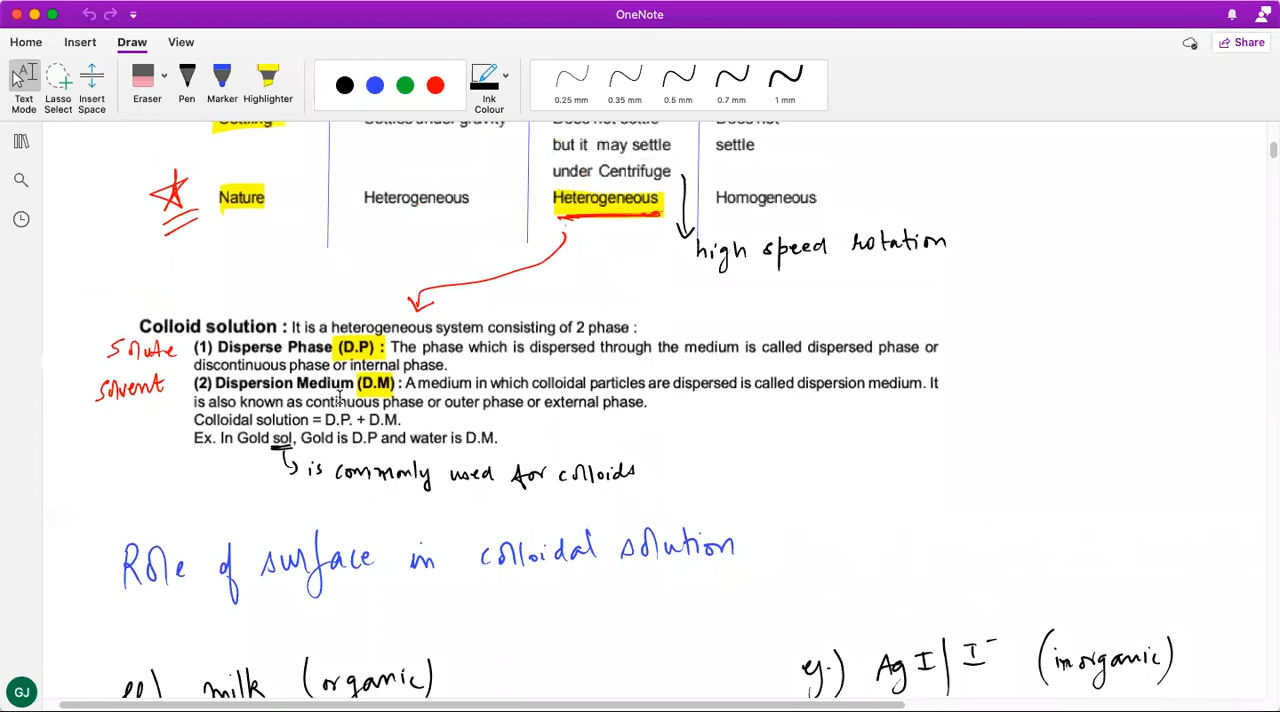 OneNote
Home Insert Draw View
Share
Text Mode
Lasso Select
Insert Space
Eraser
Pen
Marker
Highlighter
Ink Colour
0.25 mm
0.35 mm
0.5 mm
0.7 mm
1 mm
Settling Settles under gravity Does not settle Does not
but it may settle settle
under Centrifuge
Nature Heterogeneous Heterogeneous Homogeneous
high speed rotation
Colloid solution : It is a heterogeneous system consisting of 2 phase :
Solute (1) Disperse Phase (D.P) : The phase which is dispersed through the medium is called dispersed phase or
discontinuous phase or internal phase.
Solvent (2) Dispersion Medium (D.M) : A medium in which colloidal particles are dispersed is called dispersion medium. It
is also known as continuous phase or outer phase or external phase.
Colloidal solution = D.P. + D.M.
Ex. In Gold sol, Gold is D.P and water is D.M.
is commonly used for colloids
Role of surface in colloidal solution
milk (organic)
eg.) AgI | I⁻ (inorganic)
GJ